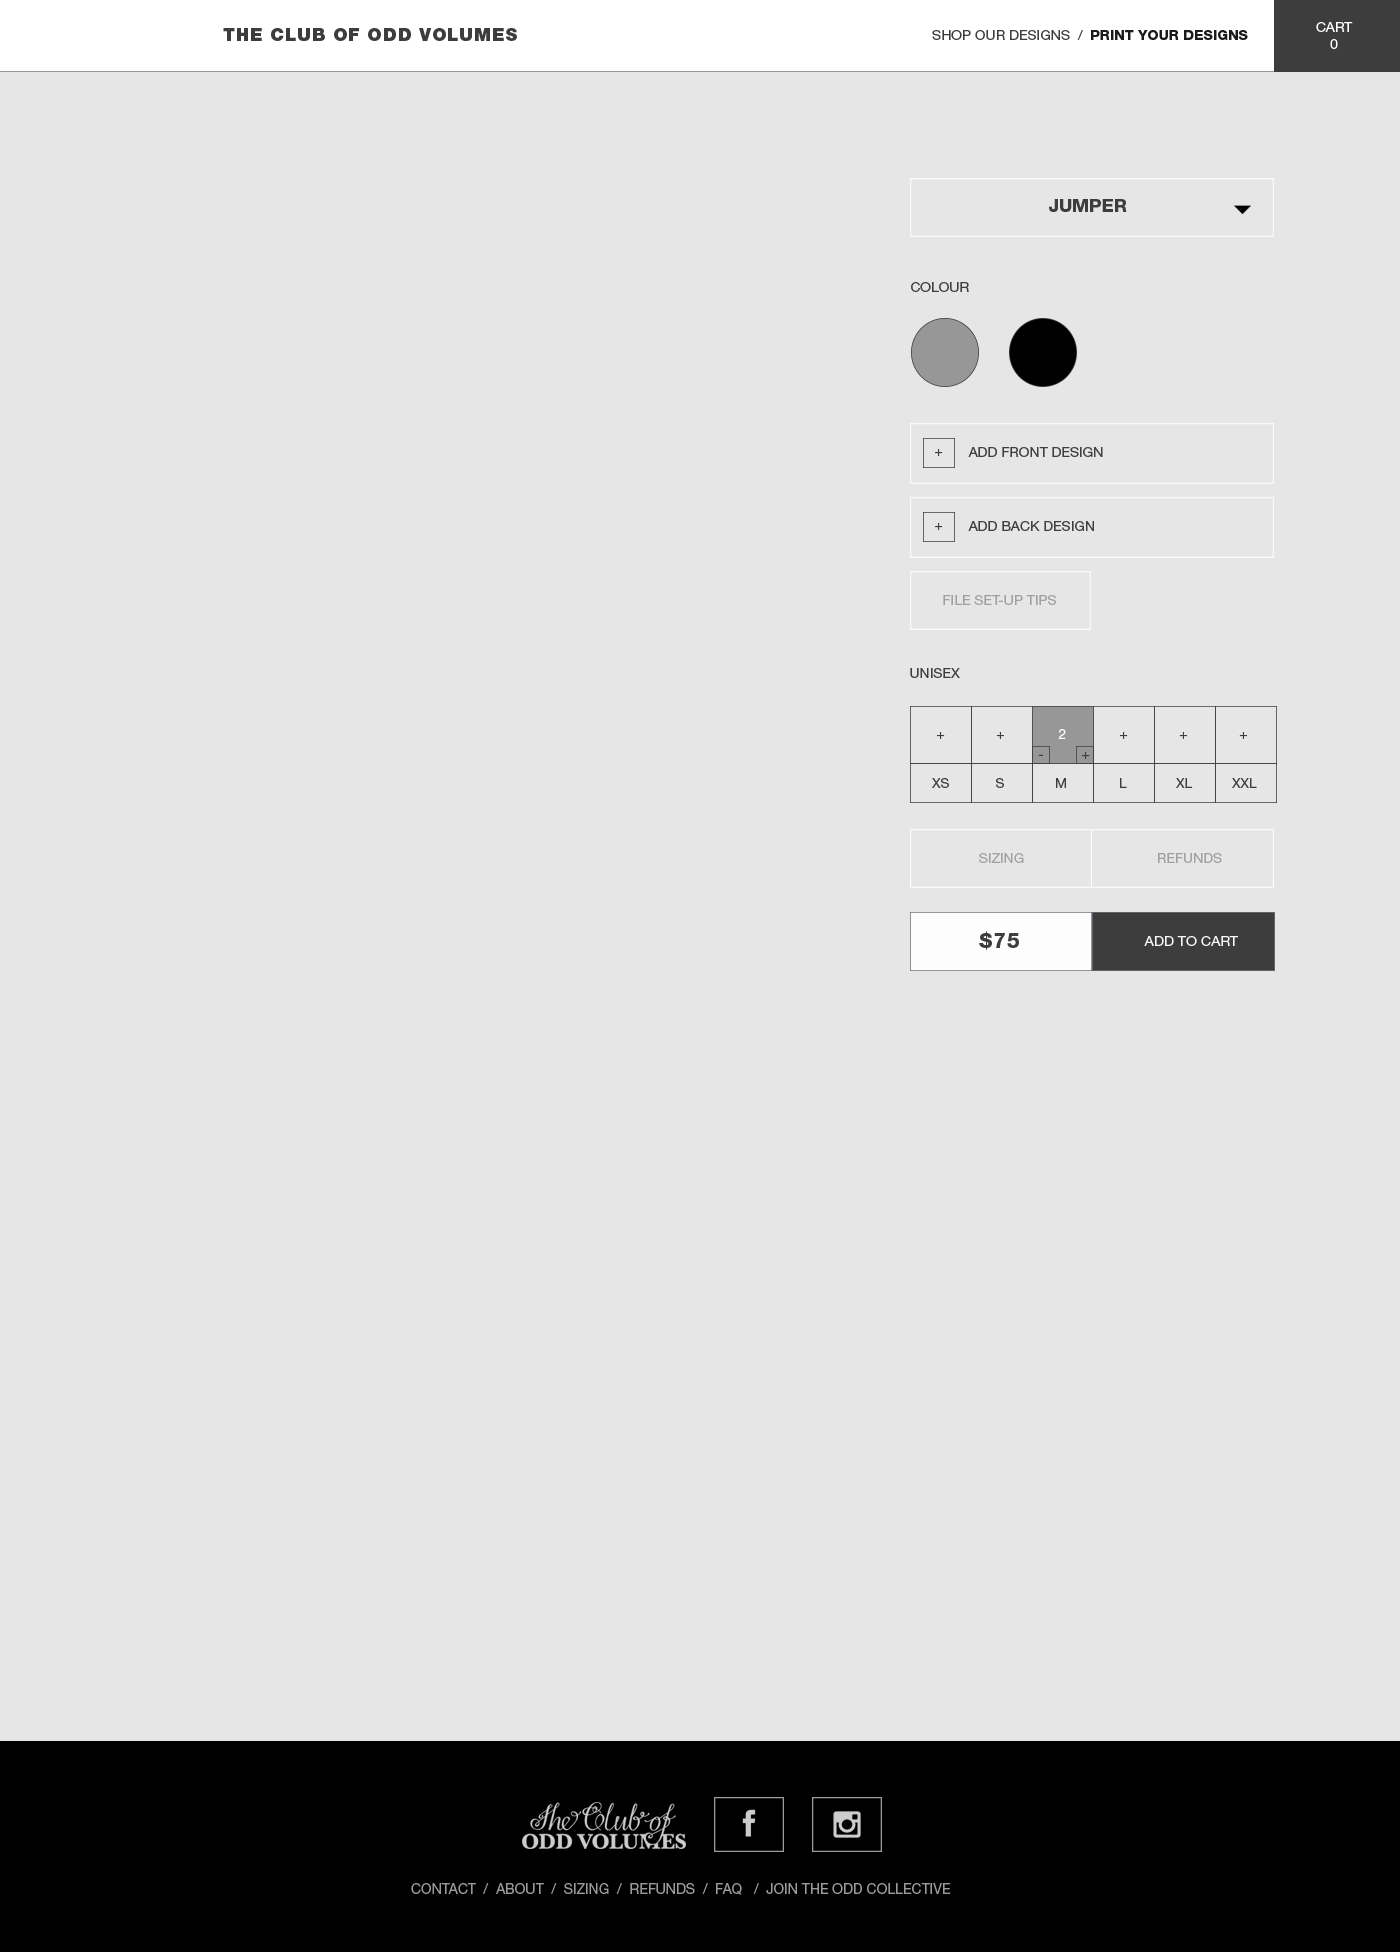 THE CLUB OF ODD VOLUMES
SHOP OUR DESIGNS / PRINT YOUR DESIGNS
CART
0
JUMPER
COLOUR
+ ADD FRONT DESIGN
+ ADD BACK DESIGN
FILE SET-UP TIPS
UNISEX
+ + 2 + + +
- +
XS S M L XL XXL
SIZING REFUNDS
$75 ADD TO CART
The Club of
ODD VOLUMES
f
CONTACT / ABOUT / SIZING / REFUNDS / FAQ / JOIN THE ODD COLLECTIVE